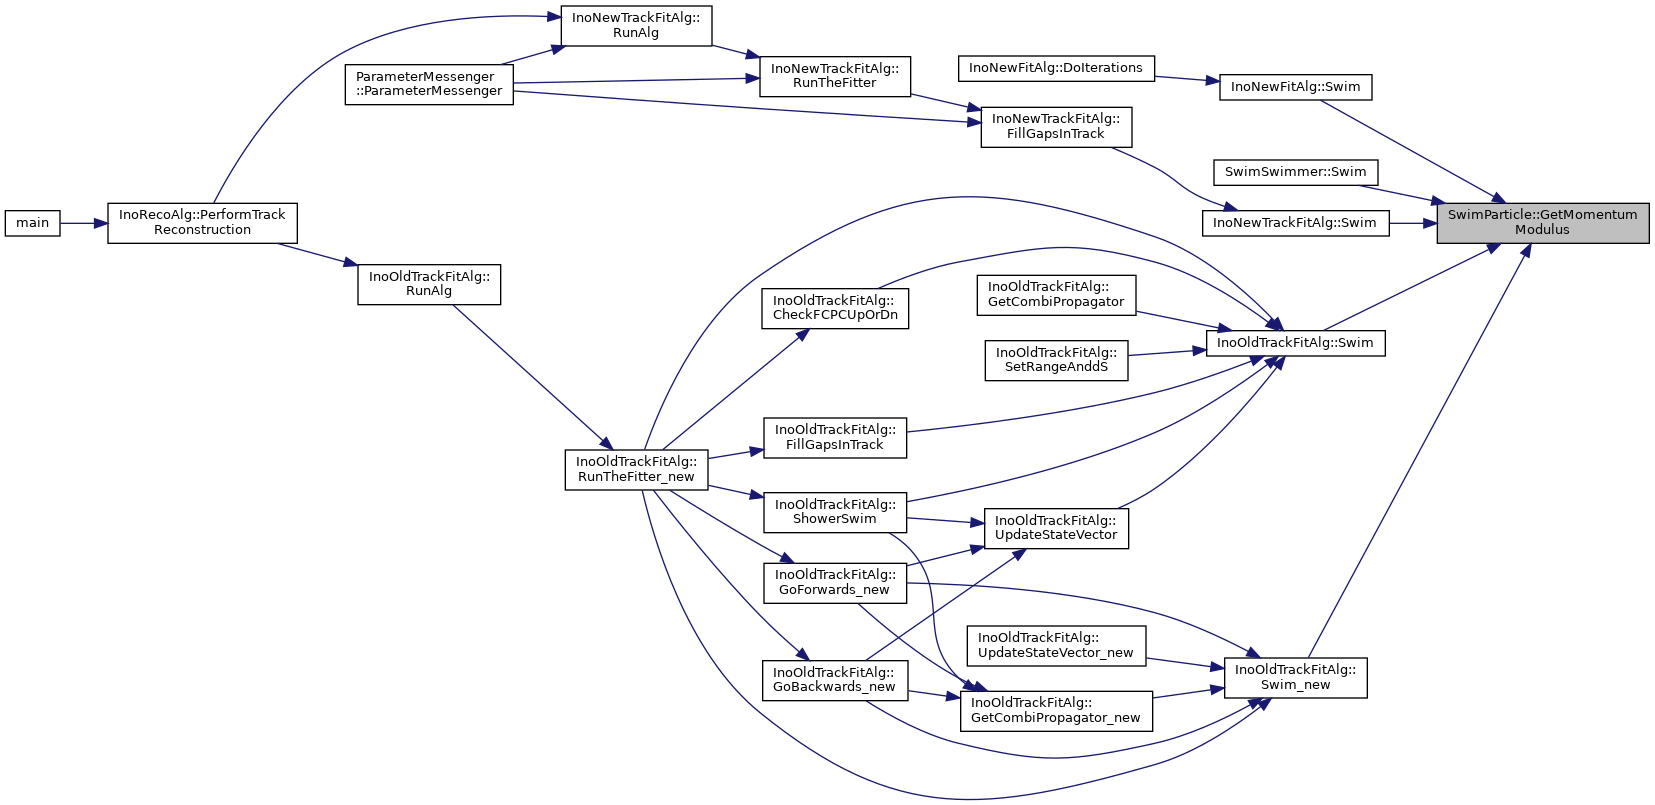 InoNewTrackFitAlg::
RunAlg
ParameterMessenger
::ParameterMessenger
InoNewTrackFitAlg::
RunTheFitter
InoNewFitAlg::DoIterations
InoNewFitAlg::Swim
InoNewTrackFitAlg::
FillGapsInTrack
SwimSwimmer::Swim
main
InoRecoAlg::PerformTrack
Reconstruction
InoNewTrackFitAlg::Swim
SwimParticle::GetMomentum
Modulus
InoOldTrackFitAlg::
RunAlg
InoOldTrackFitAlg::
CheckFCPCUpOrDn
InoOldTrackFitAlg::
GetCombiPropagator
InoOldTrackFitAlg::Swim
InoOldTrackFitAlg::
SetRangeAnddS
InoOldTrackFitAlg::
FillGapsInTrack
InoOldTrackFitAlg::
RunTheFitter_new
InoOldTrackFitAlg::
ShowerSwim
InoOldTrackFitAlg::
UpdateStateVector
InoOldTrackFitAlg::
GoForwards_new
InoOldTrackFitAlg::
UpdateStateVector_new
InoOldTrackFitAlg::
Swim_new
InoOldTrackFitAlg::
GoBackwards_new
InoOldTrackFitAlg::
GetCombiPropagator_new